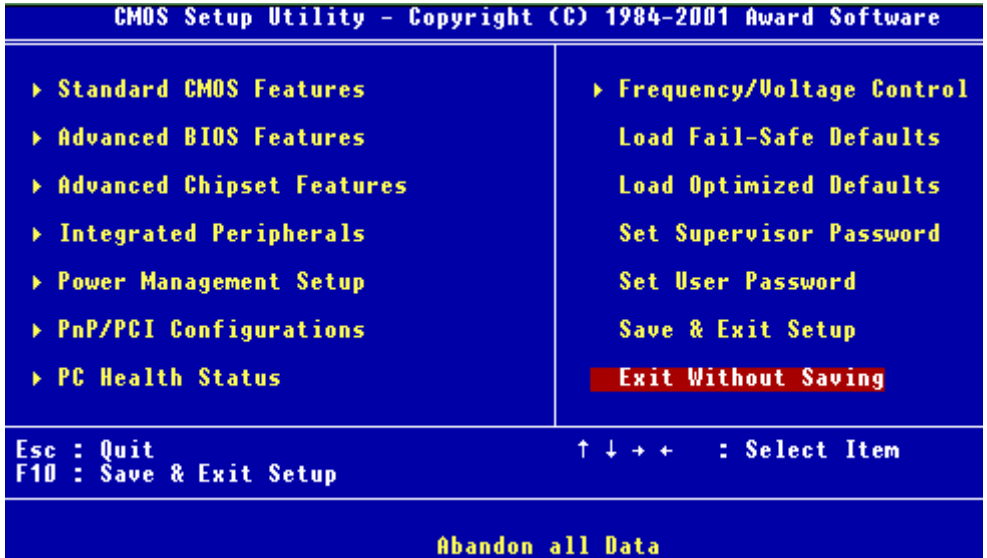 CMOS Setup Utility - Copyright (C) 1984-2001 Award Software
Standard CMOS Features
Advanced BIOS Features
Advanced Chipset Features
Integrated Peripherals
Power Management Setup
PnP/PCI Configurations
PC Health Status
Frequency/Voltage Control
Load Fail-Safe Defaults
Load Optimized Defaults
Set Supervisor Password
Set User Password
Save & Exit Setup
Exit Without Saving
Esc : Quit
F10 : Save & Exit Setup
↑ ↓ → ← : Select Item
Abandon all Data